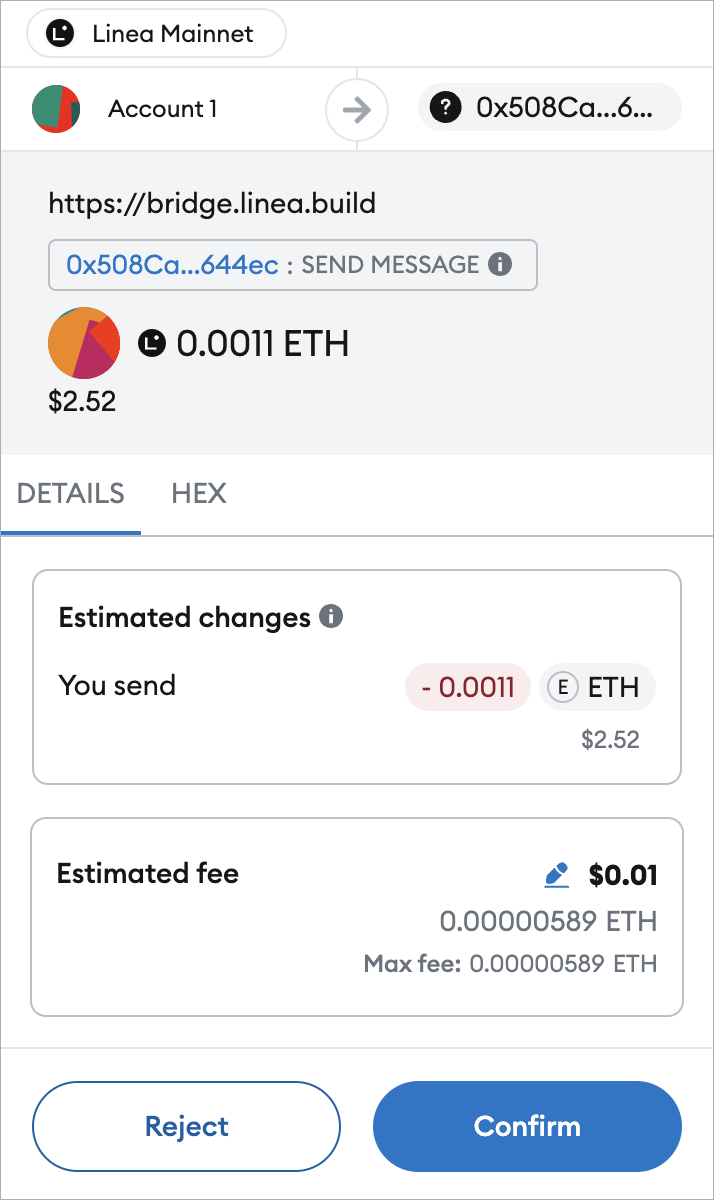 Linea Mainnet
Account 1
? 0x508Ca...6...
https://bridge.linea.build
0x508Ca...644ec : SEND MESSAGE i
L 0.0011 ETH
$2.52
DETAILS HEX
Estimated changes i
You send - 0.0011 E ETH
$2.52
Estimated fee $0.01
0.00000589 ETH
Max fee: 0.00000589 ETH
Reject Confirm